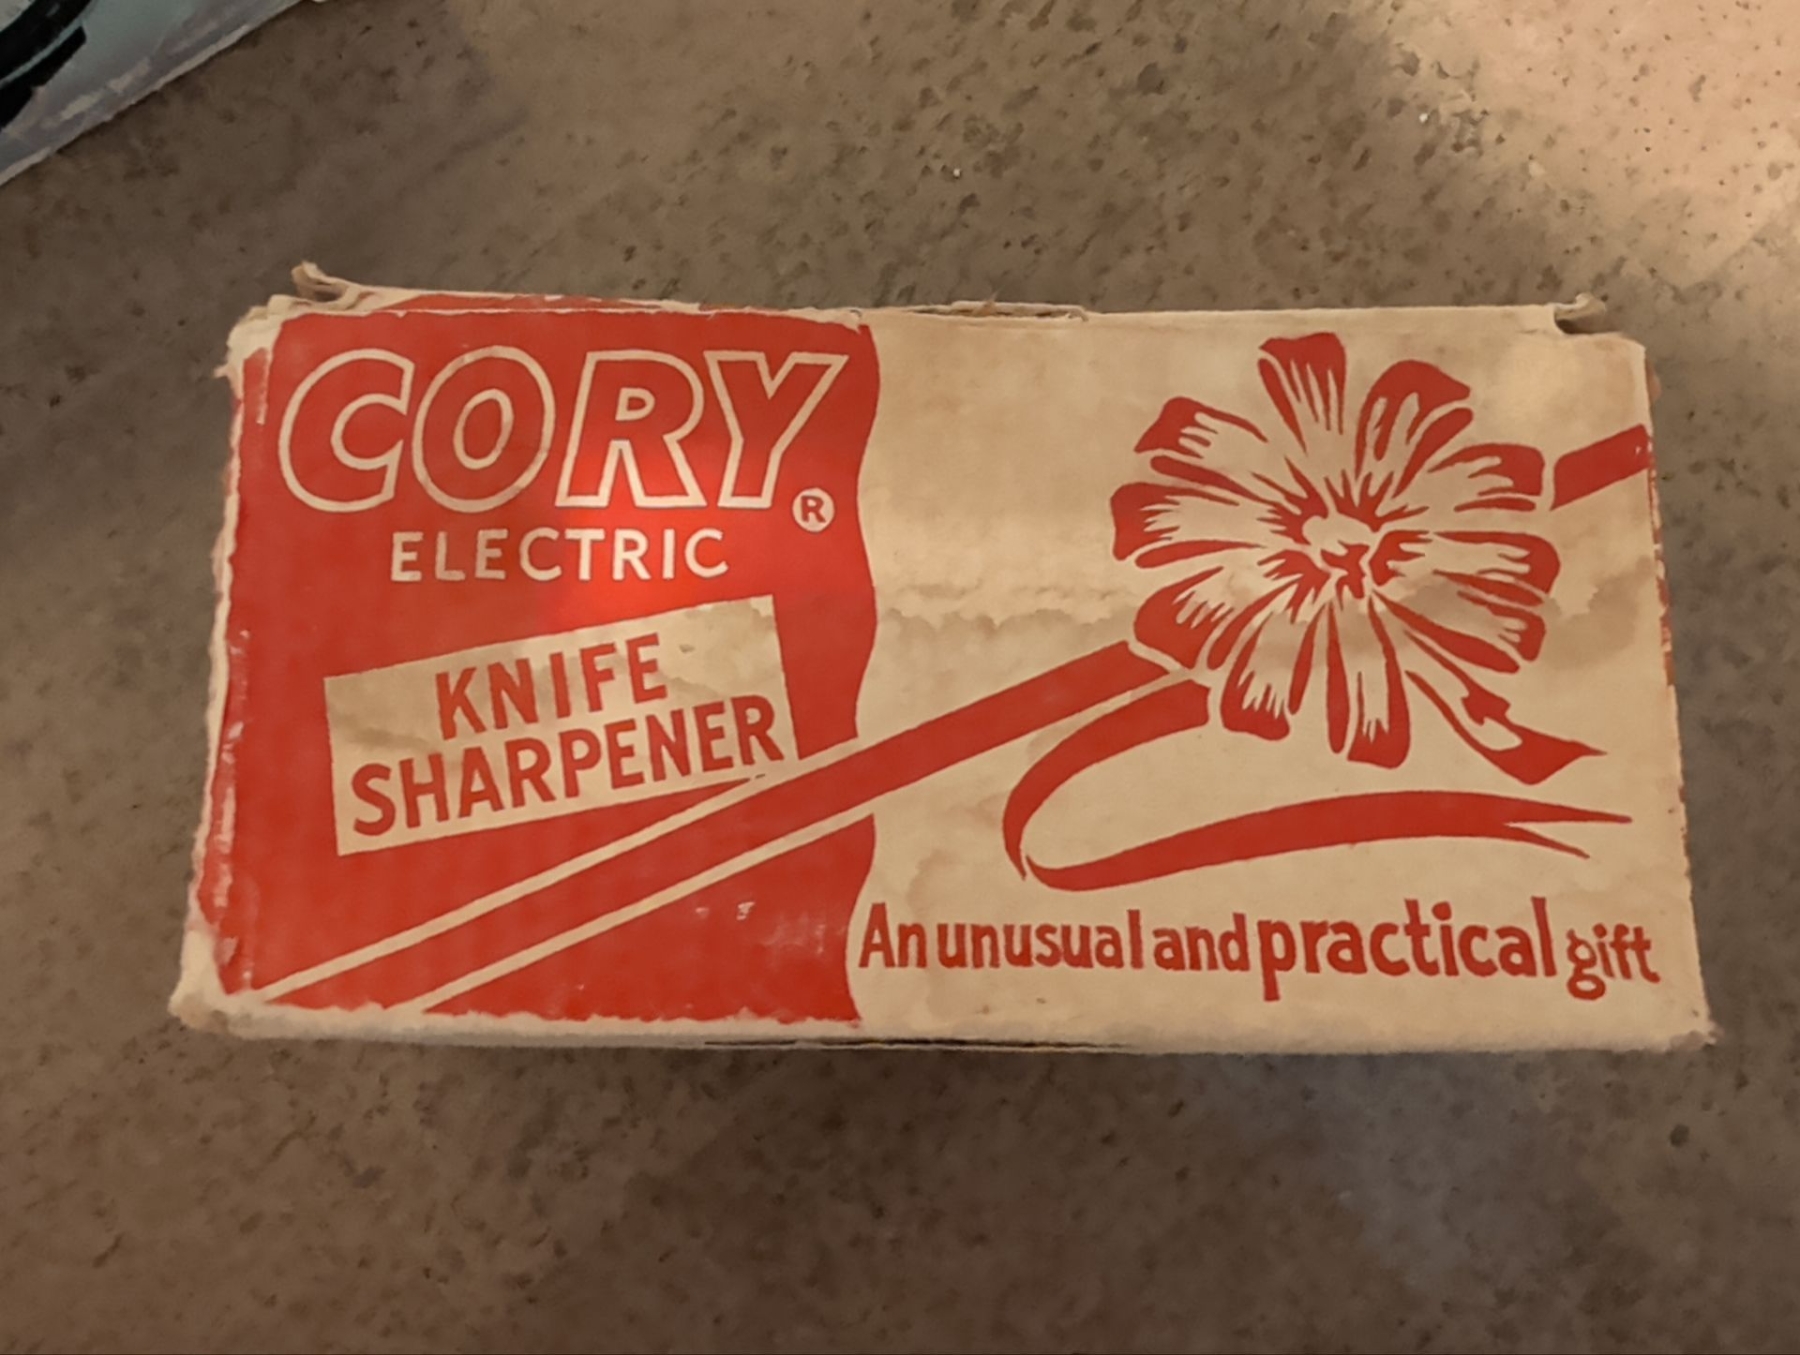 CORY®
ELECTRIC
KNIFE
SHARPENER
An unusual and practical gift